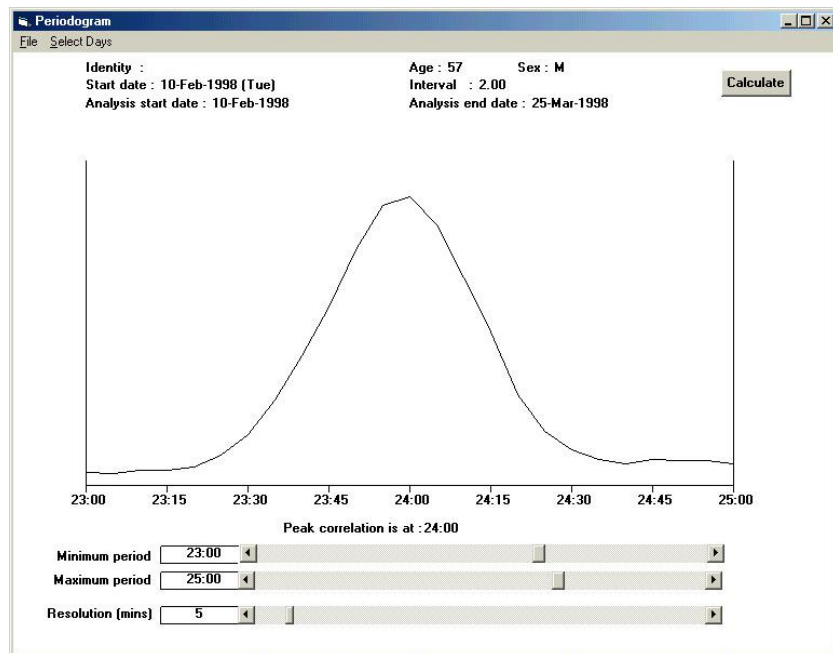 Periodogram
File Select Days
Identity : Age : 57 Sex : M
Start date : 10-Feb-1998 (Tue) Interval : 2.00
Analysis start date : 10-Feb-1998 Analysis end date : 25-Mar-1998
Calculate
23:00 23:15 23:30 23:45 24:00 24:15 24:30 24:45 25:00
Peak correlation is at :24:00
Minimum period 23:00
Maximum period 25:00
Resolution (mins) 5